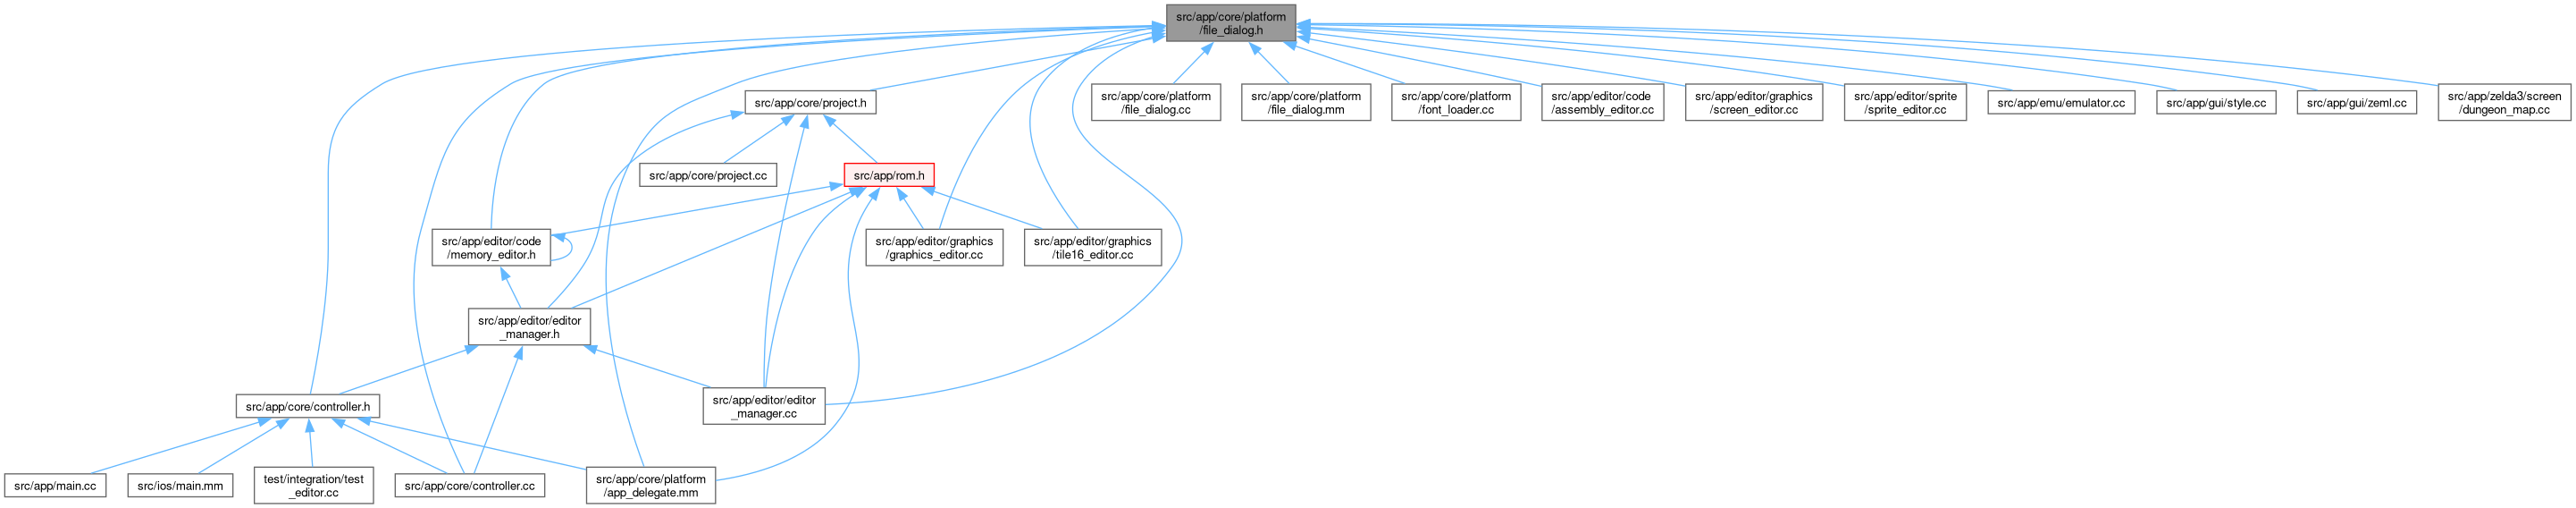 src/app/core/platform
/file_dialog.h
src/app/core/project.h
src/app/core/platform
/file_dialog.cc
src/app/core/platform
/file_dialog.mm
src/app/core/platform
/font_loader.cc
src/app/editor/code
/assembly_editor.cc
src/app/editor/graphics
/screen_editor.cc
src/app/editor/sprite
/sprite_editor.cc
src/app/emu/emulator.cc
src/app/gui/style.cc
src/app/gui/zeml.cc
src/app/zelda3/screen
/dungeon_map.cc
src/app/core/project.cc
src/app/rom.h
src/app/editor/code
/memory_editor.h
src/app/editor/graphics
/graphics_editor.cc
src/app/editor/graphics
/tile16_editor.cc
src/app/editor/editor
_manager.h
src/app/core/controller.h
src/app/editor/editor
_manager.cc
src/app/main.cc
src/ios/main.mm
test/integration/test
_editor.cc
src/app/core/controller.cc
src/app/core/platform
/app_delegate.mm